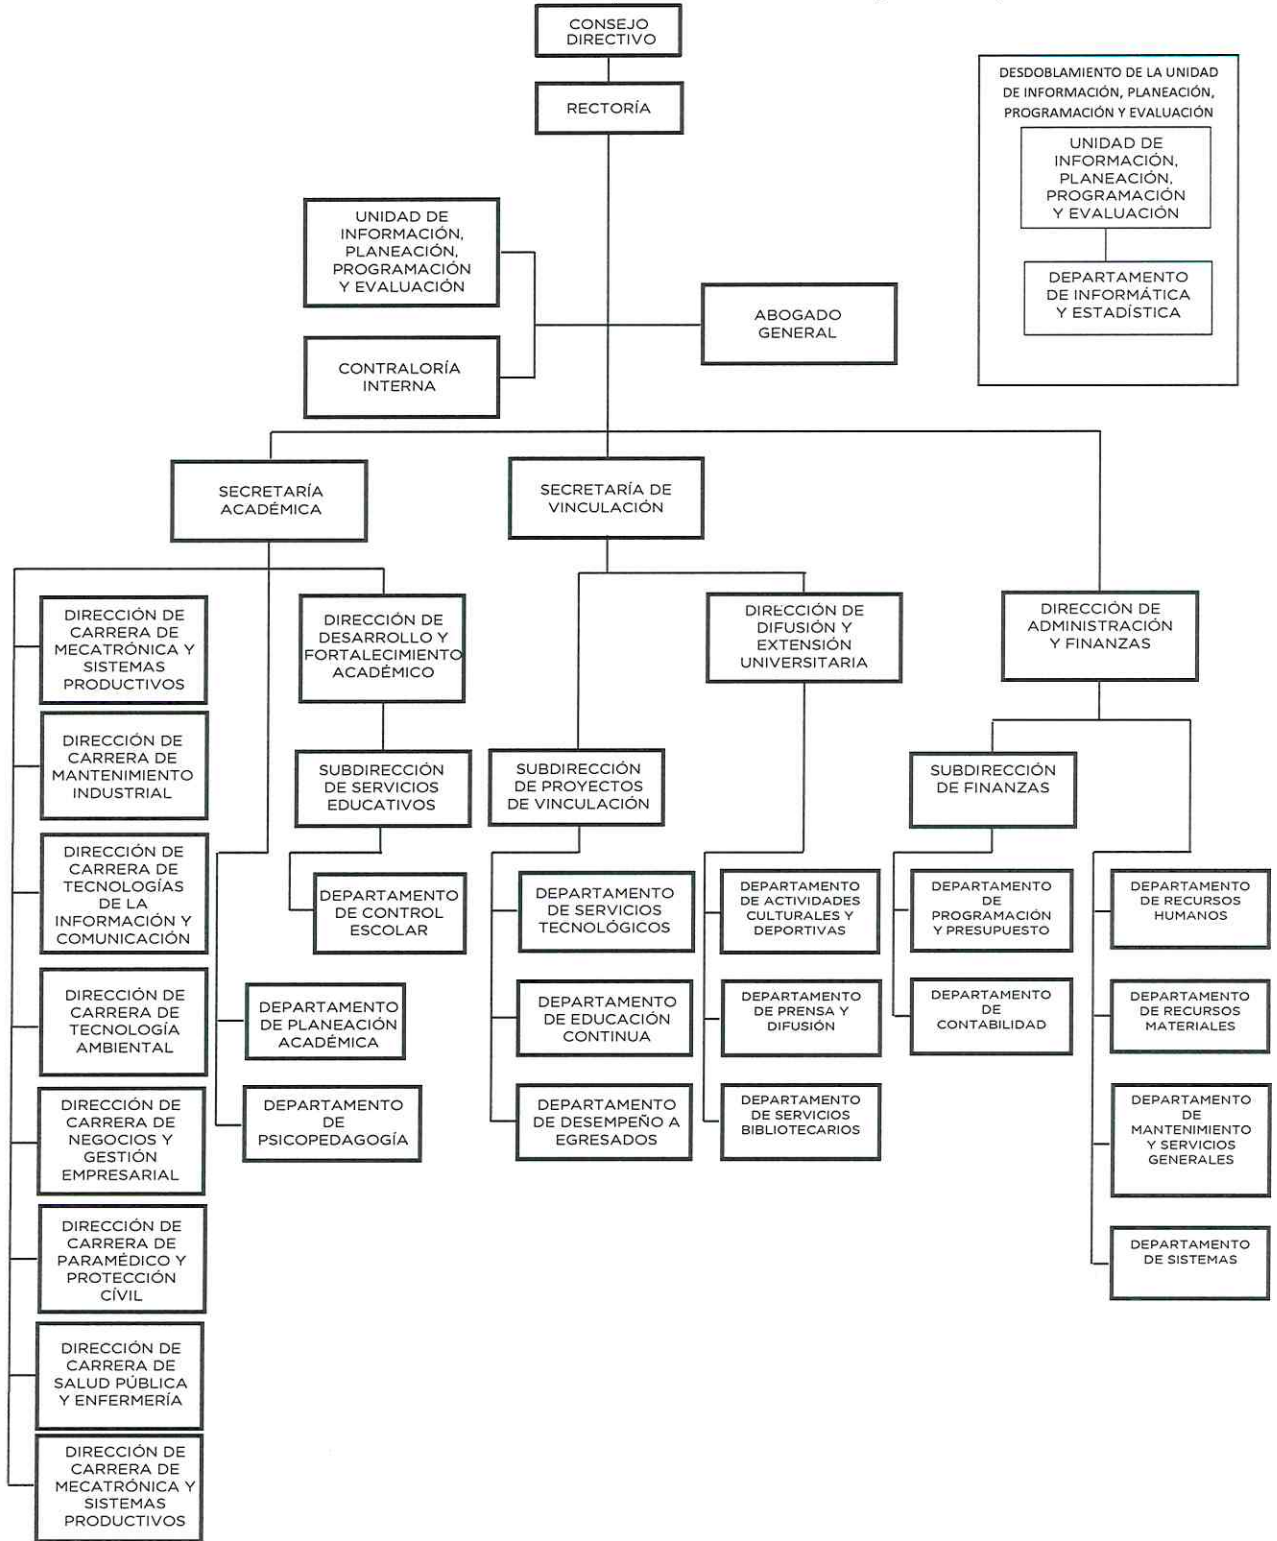 CONSEJO
DIRECTIVO
RECTORÍA
DESDOBLAMIENTO DE LA UNIDAD
DE INFORMACIÓN, PLANEACIÓN,
PROGRAMACIÓN Y EVALUACIÓN
UNIDAD DE
INFORMACIÓN,
PLANEACIÓN,
PROGRAMACIÓN
Y EVALUACIÓN
DEPARTAMENTO
DE INFORMÁTICA
Y ESTADÍSTICA
UNIDAD DE
INFORMACIÓN,
PLANEACIÓN,
PROGRAMACIÓN
Y EVALUACIÓN
ABOGADO
GENERAL
CONTRALORÍA
INTERNA
SECRETARÍA
ACADÉMICA
SECRETARÍA DE
VINCULACIÓN
DIRECCIÓN DE
CARRERA DE
MECATRÓNICA Y
SISTEMAS
PRODUCTIVOS
DIRECCIÓN DE
CARRERA DE
MANTENIMIENTO
INDUSTRIAL
DIRECCIÓN DE
CARRERA DE
TECNOLOGÍAS
DE LA
INFORMACIÓN Y
COMUNICACIÓN
DIRECCIÓN DE
CARRERA DE
TECNOLOGÍA
AMBIENTAL
DIRECCIÓN DE
CARRERA DE
NEGOCIOS Y
GESTIÓN
EMPRESARIAL
DIRECCIÓN DE
CARRERA DE
PARAMÉDICO Y
PROTECCIÓN
CÍVIL
DIRECCIÓN DE
CARRERA DE
SALUD PÚBLICA
Y ENFERMERÍA
DIRECCIÓN DE
CARRERA DE
MECATRÓNICA Y
SISTEMAS
PRODUCTIVOS
DIRECCIÓN DE
DESARROLLO Y
FORTALECIMIENTO
ACADÉMICO
SUBDIRECCIÓN
DE SERVICIOS
EDUCATIVOS
DEPARTAMENTO
DE CONTROL
ESCOLAR
DEPARTAMENTO
DE PLANEACIÓN
ACADÉMICA
DEPARTAMENTO
DE
PSICOPEDAGOGÍA
DIRECCIÓN DE
DIFUSIÓN Y
EXTENSIÓN
UNIVERSITARIA
SUBDIRECCIÓN
DE PROYECTOS
DE VINCULACIÓN
DEPARTAMENTO
DE SERVICIOS
TECNOLÓGICOS
DEPARTAMENTO
DE EDUCACIÓN
CONTINUA
DEPARTAMENTO
DE DESEMPEÑO A
EGRESADOS
DEPARTAMENTO
DE ACTIVIDADES
CULTURALES Y
DEPORTIVAS
DEPARTAMENTO
DE PRENSA Y
DIFUSIÓN
DEPARTAMENTO
DE SERVICIOS
BIBLIOTECARIOS
DIRECCIÓN DE
ADMINISTRACIÓN
Y FINANZAS
SUBDIRECCIÓN
DE FINANZAS
DEPARTAMENTO
DE
PROGRAMACIÓN
Y PRESUPUESTO
DEPARTAMENTO
DE
CONTABILIDAD
DEPARTAMENTO
DE RECURSOS
HUMANOS
DEPARTAMENTO
DE RECURSOS
MATERIALES
DEPARTAMENTO
DE
MANTENIMIENTO
Y SERVICIOS
GENERALES
DEPARTAMENTO
DE SISTEMAS